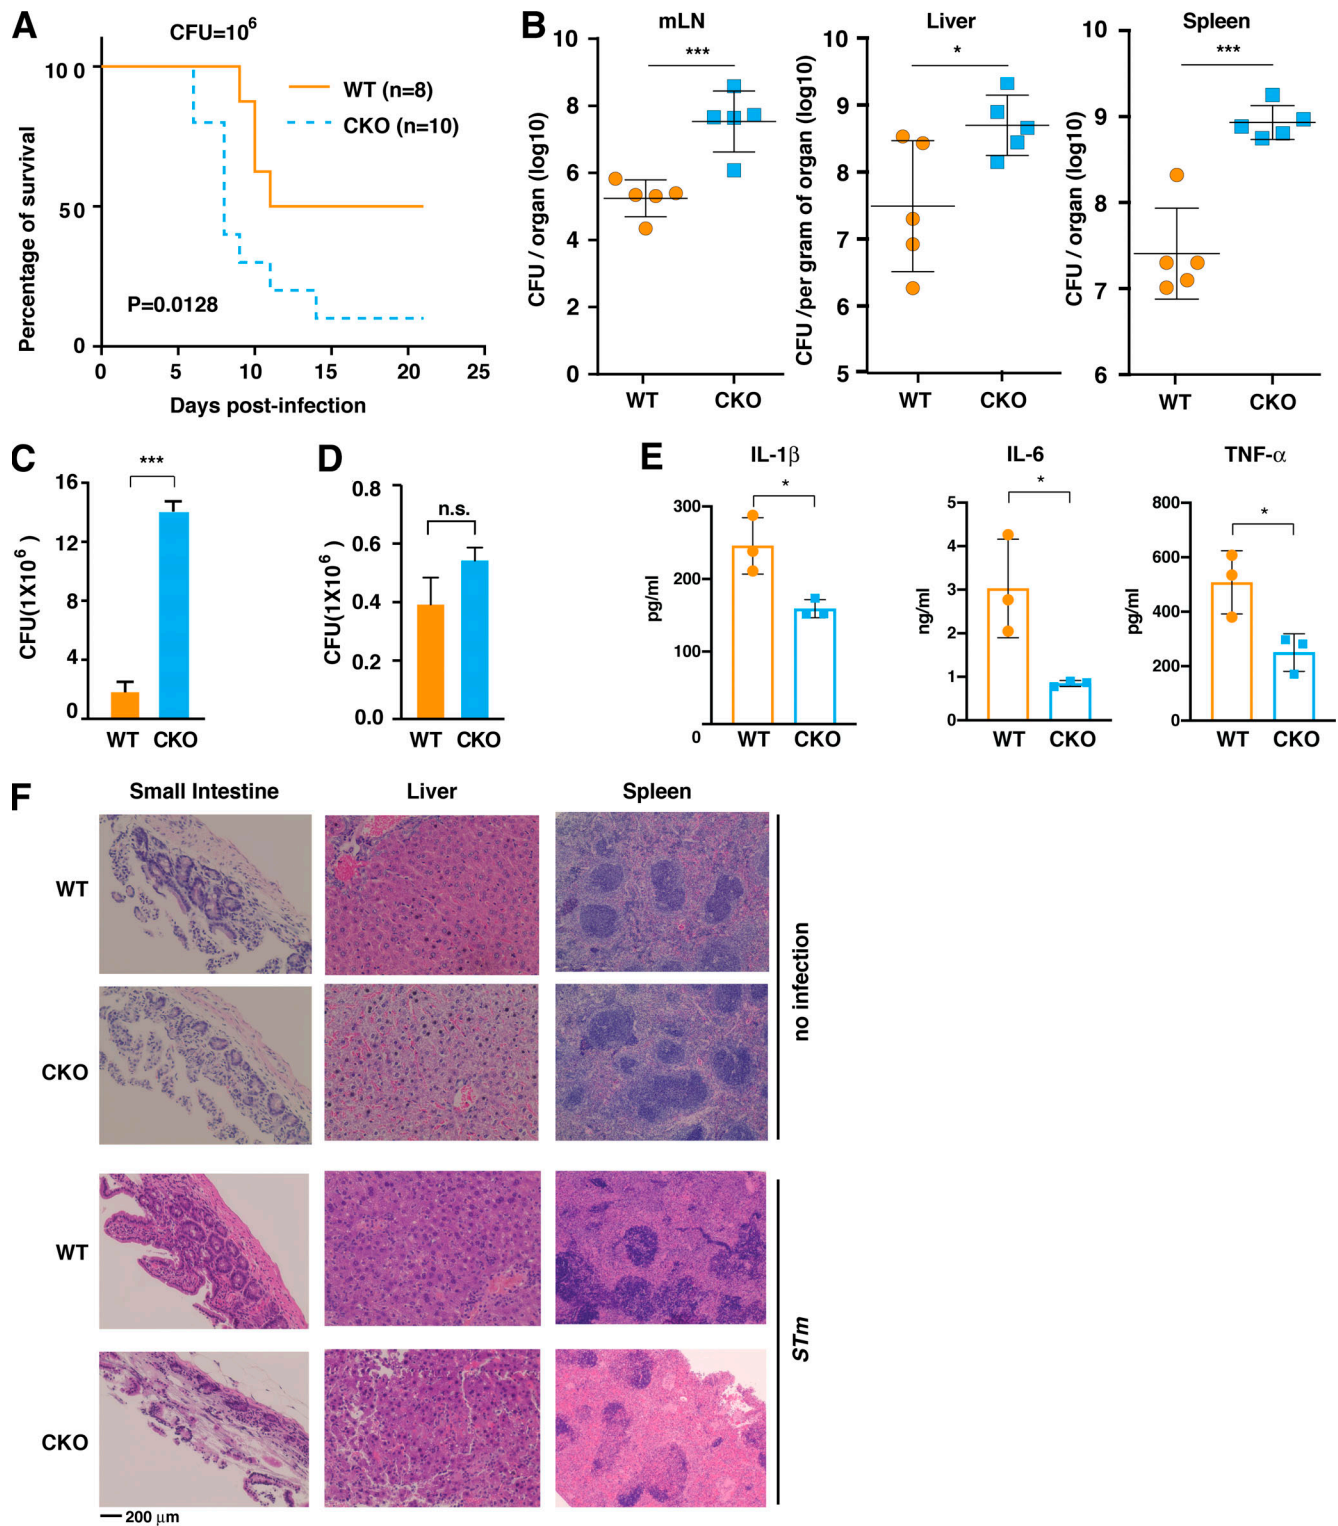 A
CFU=10⁶
Percentage of survival
100
50
0
WT (n=8)
CKO (n=10)
P=0.0128
0 5 10 15 20 25
Days post-infection
B
mLN
***
CFU / organ (log10)
10
8
6
4
2
0
WT CKO
Liver
*
CFU /per gram of organ (log10)
10
9
8
7
6
5
WT CKO
Spleen
***
CFU / organ (log10)
10
9
8
7
6
WT CKO
C
***
CFU(1X10⁶)
16
12
8
4
0
WT CKO
D
n.s.
CFU(1X10⁶ )
0.8
0.6
0.4
0.2
0.0
WT CKO
E
IL-1β
*
pg/ml
300
200
100
0
WT CKO
IL-6
*
ng/ml
5
4
3
2
1
0
WT CKO
TNF-α
*
pg/ml
800
600
400
200
0
WT CKO
F
Small Intestine Liver Spleen
WT
CKO
no infection
WT
CKO
STm
200 μm